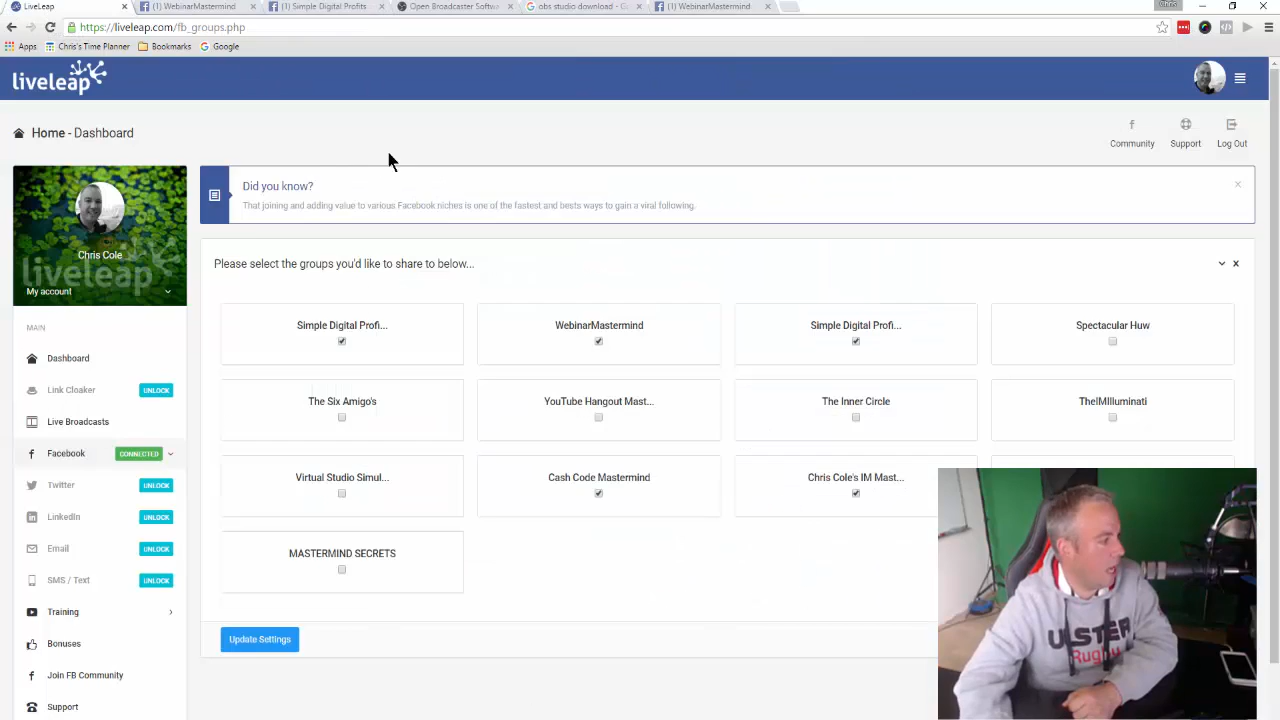 LiveLeap
(1) WebinarMastermind
(1) Simple Digital Profits
Open Broadcaster Softwa
obs studio download - Go
(1) WebinarMastermind
Chris
https://liveleap.com/fb_groups.php
Apps
Chris's Time Planner
Bookmarks
Google
liveleap
Home - Dashboard
Community
Support
Log Out
Did you know?
That joining and adding value to various Facebook niches is one of the fastest and bests ways to gain a viral following.
Chris Cole
liveleap
My account
Please select the groups you'd like to share to below...
MAIN
Simple Digital Profi...
WebinarMastermind
Simple Digital Profi...
Spectacular Huw
Dashboard
Link Cloaker
UNLOCK
The Six Amigo's
YouTube Hangout Mast...
The Inner Circle
TheIMIlluminati
Live Broadcasts
Facebook
CONNECTED
Virtual Studio Simul...
Cash Code Mastermind
Chris Cole's IM Mast...
Twitter
UNLOCK
LinkedIn
UNLOCK
MASTERMIND SECRETS
Email
UNLOCK
SMS / Text
UNLOCK
Training
Update Settings
Bonuses
Join FB Community
Support
ULSTER
Rugby